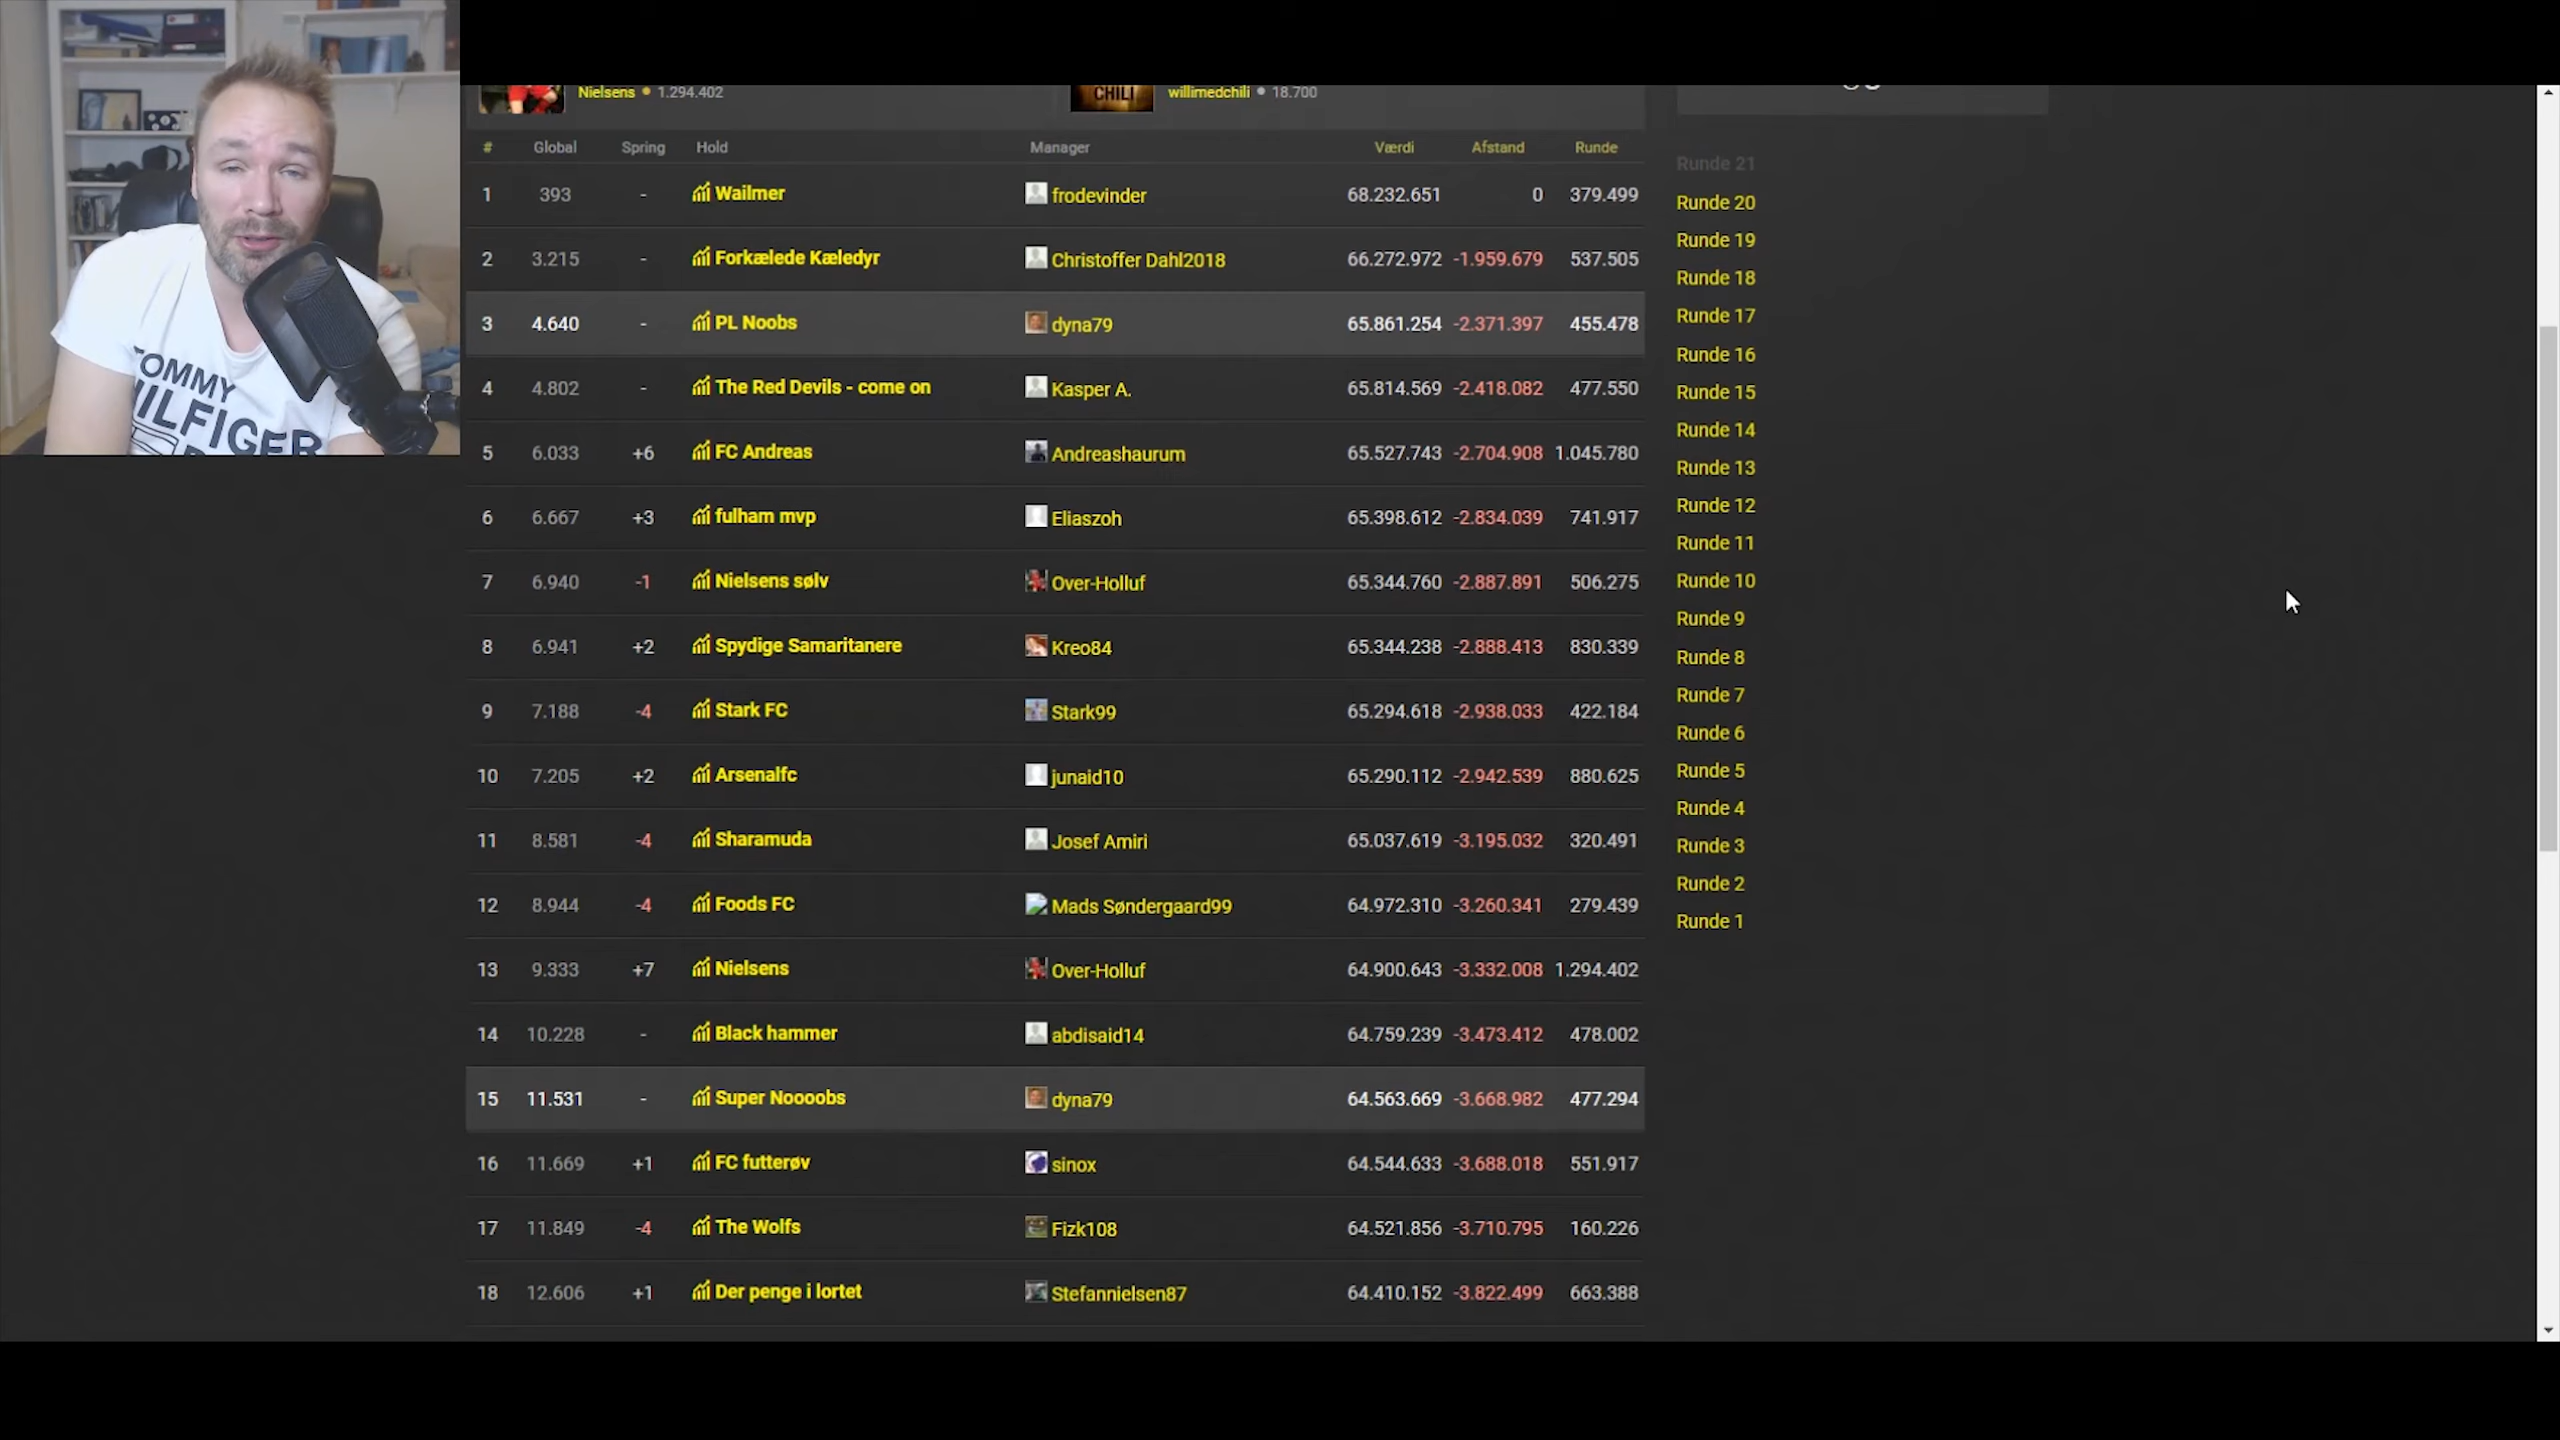 TOMMY
HILFIGER
Nielsens • 1.294.402
CHILI
willimedchili • 18.700
# Global Spring Hold Manager Værdi Afstand Runde
1 393 - Wailmer frodevinder 68.232.651 0 379.499
2 3.215 - Forkælede Kæledyr Christoffer Dahl2018 66.272.972 -1.959.679 537.505
3 4.640 - PL Noobs dyna79 65.861.254 -2.371.397 455.478
4 4.802 - The Red Devils - come on Kasper A. 65.814.569 -2.418.082 477.550
5 6.033 +6 FC Andreas Andreashaurum 65.527.743 -2.704.908 1.045.780
6 6.667 +3 fulham mvp Eliaszoh 65.398.612 -2.834.039 741.917
7 6.940 -1 Nielsens sølv Over-Holluf 65.344.760 -2.887.891 506.275
8 6.941 +2 Spydige Samaritanere Kreo84 65.344.238 -2.888.413 830.339
9 7.188 -4 Stark FC Stark99 65.294.618 -2.938.033 422.184
10 7.205 +2 Arsenalfc junaid10 65.290.112 -2.942.539 880.625
11 8.581 -4 Sharamuda Josef Amiri 65.037.619 -3.195.032 320.491
12 8.944 -4 Foods FC Mads Søndergaard99 64.972.310 -3.260.341 279.439
13 9.333 +7 Nielsens Over-Holluf 64.900.643 -3.332.008 1.294.402
14 10.228 - Black hammer abdisaid14 64.759.239 -3.473.412 478.002
15 11.531 - Super Noooobs dyna79 64.563.669 -3.668.982 477.294
16 11.669 +1 FC futterøv sinox 64.544.633 -3.688.018 551.917
17 11.849 -4 The Wolfs Fizk108 64.521.856 -3.710.795 160.226
18 12.606 +1 Der penge i lortet Stefannielsen87 64.410.152 -3.822.499 663.388
Runde 21
Runde 20
Runde 19
Runde 18
Runde 17
Runde 16
Runde 15
Runde 14
Runde 13
Runde 12
Runde 11
Runde 10
Runde 9
Runde 8
Runde 7
Runde 6
Runde 5
Runde 4
Runde 3
Runde 2
Runde 1